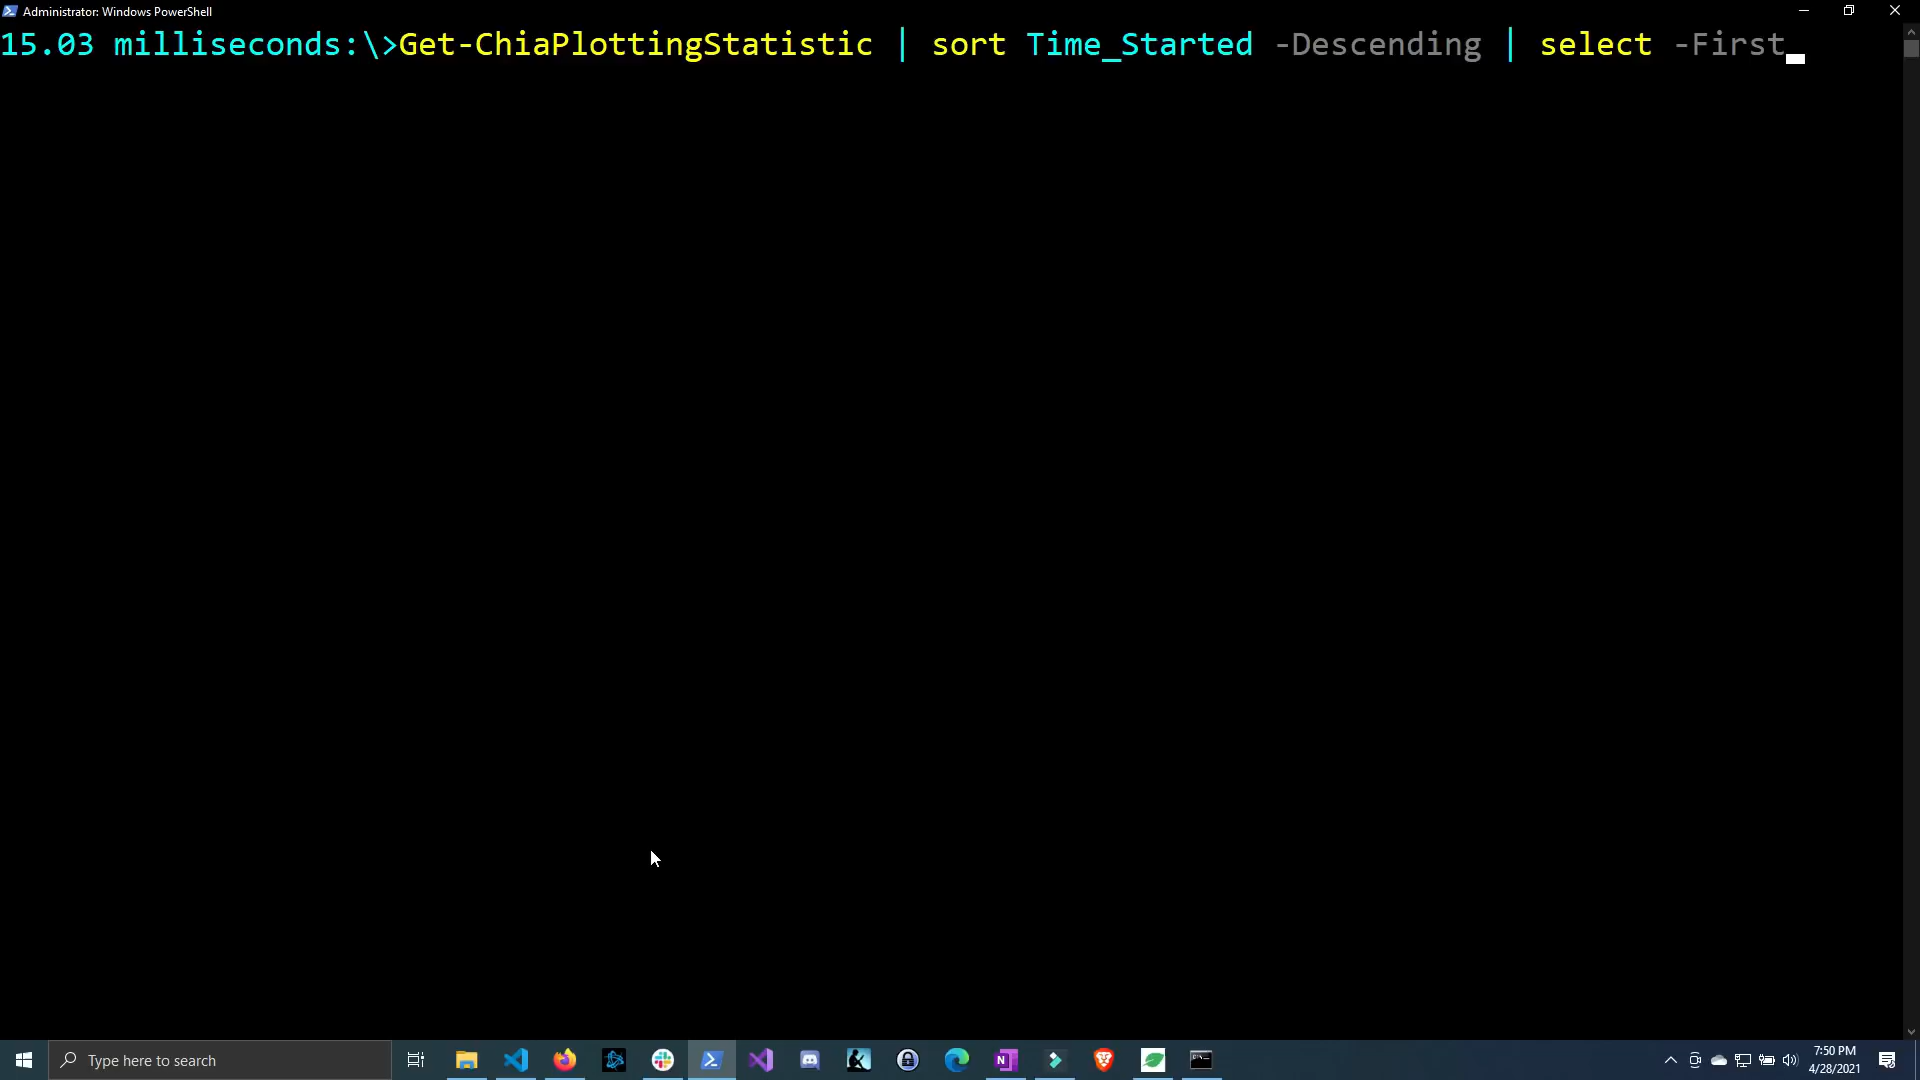 Administrator: Windows PowerShell
15.03 milliseconds:\>Get-ChiaPlottingStatistic | sort Time_Started -Descending | select -First
Type here to search
7:50 PM
4/28/2021